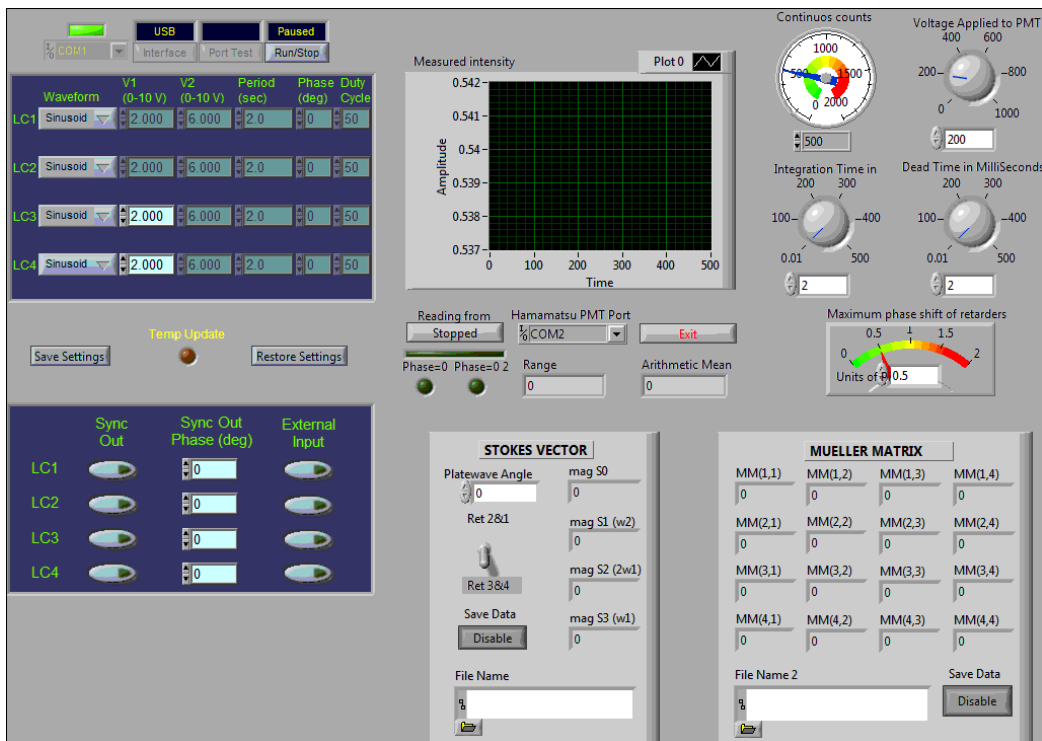 USB Paused
COM1 Interface Port Test Run/Stop
Waveform V1 (0-10 V) V2 (0-10 V) Period (sec) Phase (deg) Duty Cycle
LC1 Sinusoid 2.000 6.000 2.0 0 50
LC2 Sinusoid 2.000 6.000 2.0 0 50
LC3 Sinusoid 2.000 6.000 2.0 0 50
LC4 Sinusoid 2.000 6.000 2.0 0 50
Temp Update
Save Settings Restore Settings
Sync Out Sync Out Phase (deg) External Input
LC1 0
LC2 0
LC3 0
LC4 0
Measured intensity Plot 0
Amplitude
0.542
0.541
0.54
0.539
0.538
0.537
0 100 200 300 400 500
Time
Continuos counts
0 500 1000 1500 2000
500
Voltage Applied to PMT
0 200 400 600 800 1000
200
Integration Time in
0.01 100 200 300 400 500
2
Dead Time in MilliSeconds
0.01 100 200 300 400 500
2
Reading from Hamamatsu PMT Port
Stopped COM2 Exit
Phase=0 Phase=0 2 Range Arithmetic Mean
0 0
Maximum phase shift of retarders
0 0.5 1 1.5 2
Units of 0.5
STOKES VECTOR
Platewave Angle mag S0
0 0
Ret 2&1 mag S1 (w2)
0
Ret 3&4 mag S2 (2w1)
0
Save Data mag S3 (w1)
Disable 0
File Name
MUELLER MATRIX
MM(1,1) MM(1,2) MM(1,3) MM(1,4)
0 0 0 0
MM(2,1) MM(2,2) MM(2,3) MM(2,4)
0 0 0 0
MM(3,1) MM(3,2) MM(3,3) MM(3,4)
0 0 0 0
MM(4,1) MM(4,2) MM(4,3) MM(4,4)
0 0 0 0
File Name 2 Save Data
Disable